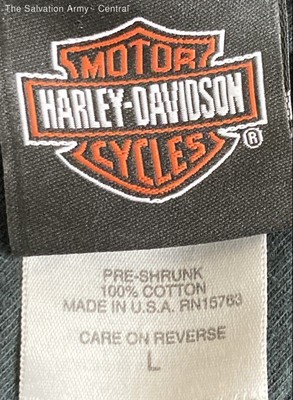 The Salvation Army - Central
MOTOR
HARLEY-DAVIDSON
CYCLES
®
PRE-SHRUNK
100% COTTON
MADE IN U.S.A. RN15763
CARE ON REVERSE
L